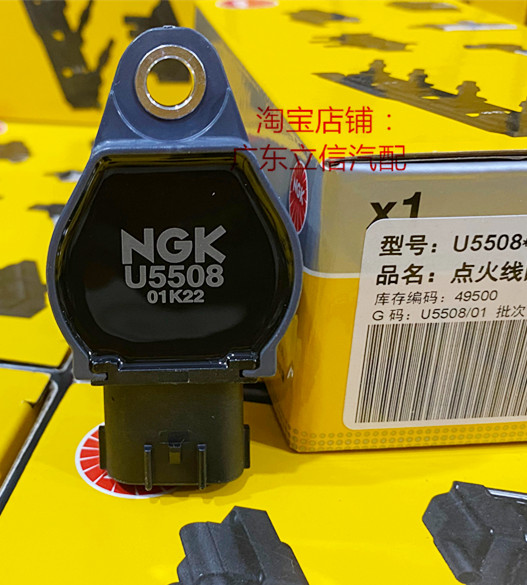 淘宝店铺：
广东立信汽配
NGK
U5508
01K22
x1
型号：U5508
品名：点火线
库存编码：49500
G 码：U5508/01 批次